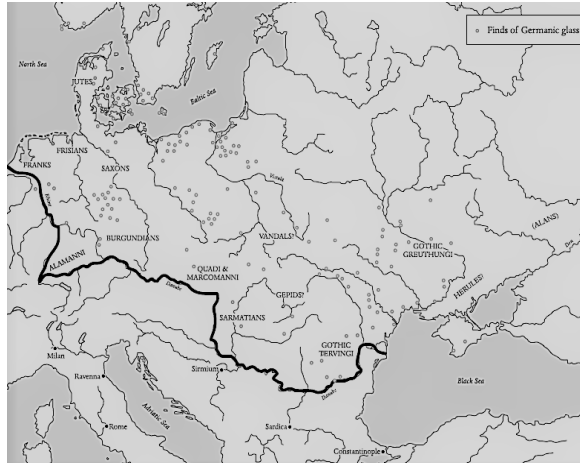 Finds of Germanic glass
North Sea
JUTES
Baltic Sea
FRISIANS
FRANKS
SAXONS
Rhine
Vistula
(ALANS)
BURGUNDIANS
VANDALS?
GOTHIC
GREUTHUNGI
Don
ALAMANNI
QUADI &
MARCOMANNI
Danube
GEPIDS?
HERULES?
SARMATIANS
GOTHIC
TERVINGI
Milan
Ravenna
Sirmium
Danube
Black Sea
Adriatic Sea
Rome
Sardica
Constantinople